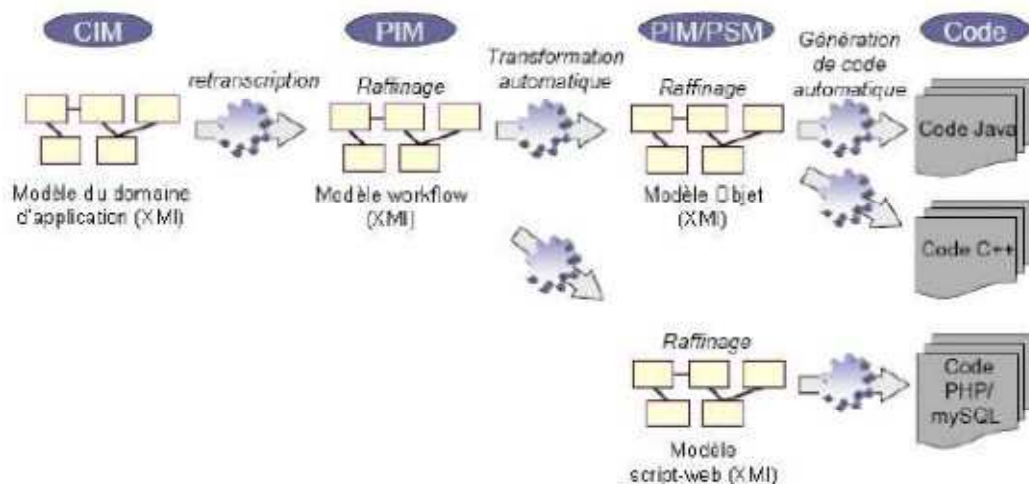 CIM
PIM
PIM/PSM
Code
retranscription
Raffinage
Transformation
automatique
Raffinage
Génération
de code
automatique
Modèle du domaine
d'application (XMI)
Modèle workflow
(XMI)
Modèle Objet
(XMI)
Code Java
Code C++
Raffinage
Modèle
script-web (XMI)
Code
PHP/
mySQL